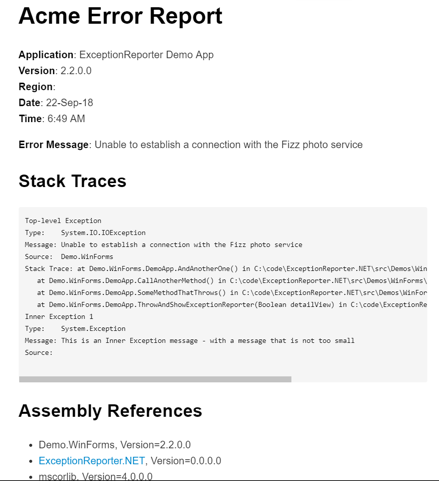 Acme Error Report
Application: ExceptionReporter Demo App
Version: 2.2.0.0
Region:
Date: 22-Sep-18
Time: 6:49 AM
Error Message: Unable to establish a connection with the Fizz photo service
Stack Traces
Top-level Exception
Type: System.IO.IOException
Message: Unable to establish a connection with the Fizz photo service
Source: Demo.WinForms
Stack Trace: at Demo.WinForms.DemoApp.AndAnotherOne() in C:\code\ExceptionReporter.NET\src\Demos\Win
at Demo.WinForms.DemoApp.CallAnotherMethod() in C:\code\ExceptionReporter.NET\src\Demos\WinForms\
at Demo.WinForms.DemoApp.SomeMethodThatThrows() in C:\code\ExceptionReporter.NET\src\Demos\WinFor
at Demo.WinForms.DemoApp.ThrowAndShowExceptionReporter(Boolean detailView) in C:\code\ExceptionRe
Inner Exception 1
Type: System.Exception
Message: This is an Inner Exception message - with a message that is not too small
Source:
Assembly References
• Demo.WinForms, Version=2.2.0.0
• ExceptionReporter.NET, Version=0.0.0.0
• mscorlib, Version=4.0.0.0